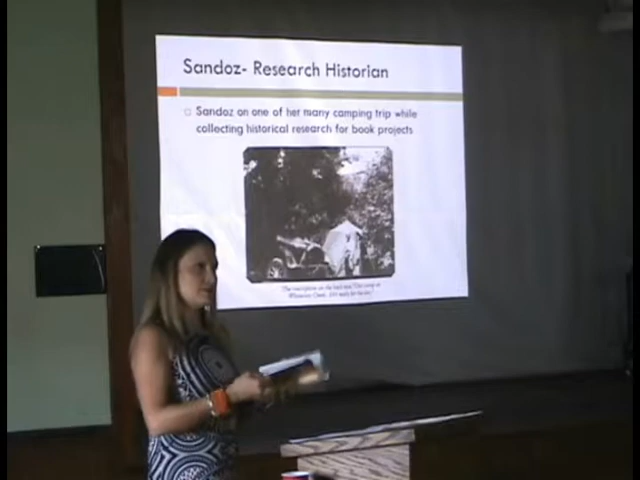 Sandoz- Research Historian
Sandoz on one of her many camping trip while
collecting historical research for book projects